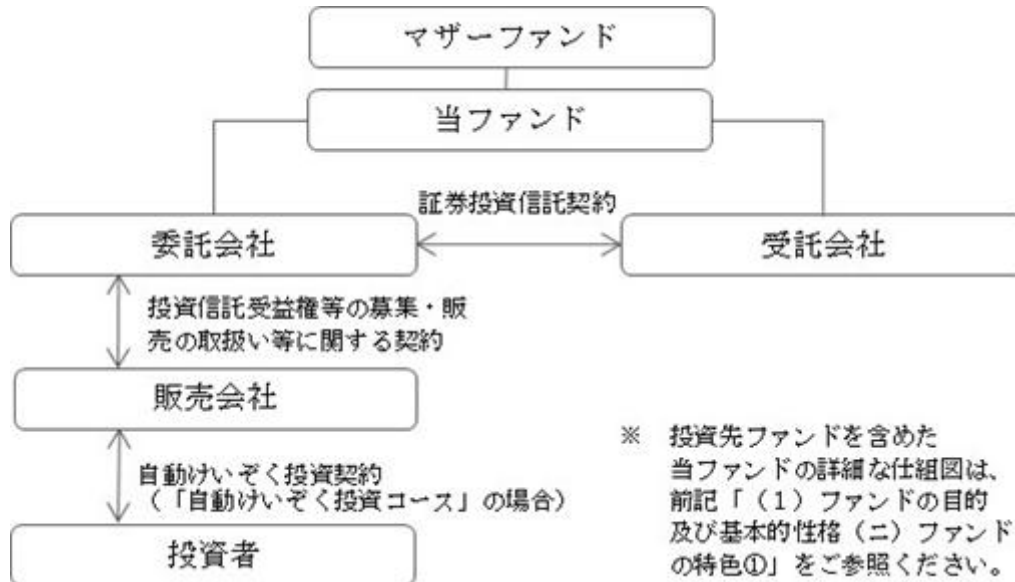 マザーファンド
当ファンド
証券投資信託契約
委託会社
受託会社
投資信託受益権等の募集・販
売の取扱い等に関する契約
販売会社
自動けいぞく投資契約
(「自動けいぞく投資コース」の場合)
投資者
※ 投資先ファンドを含めた
当ファンドの詳細な仕組図は、
前記「(1)ファンドの目的
及び基本的性格(ニ)ファンド
の特色①」をご参照ください。